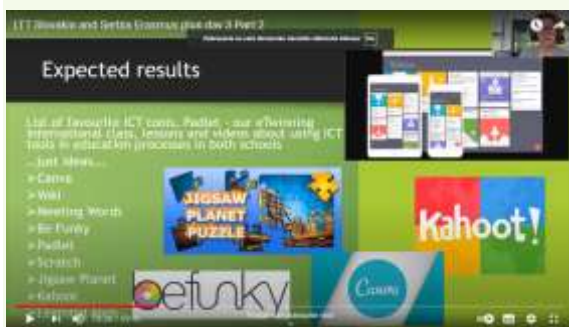 LTT Slovakia and Serbia Erasmus plus day 3 Part 2
Expected results
List of favourite ICT tools, Padlet - our eTwinning
international class, lessons and videos about using ICT
tools in education processes in both schools
…Just ideas...
➢Canva
➢Wiki
➢Meeting Words
➢Be Funky
➢Padlet
➢Scratch
➢Jigsaw Planet
➢Kahoot
JIGSAW
PLANET
PUZZLE
Kahoot!
befunky
Canva